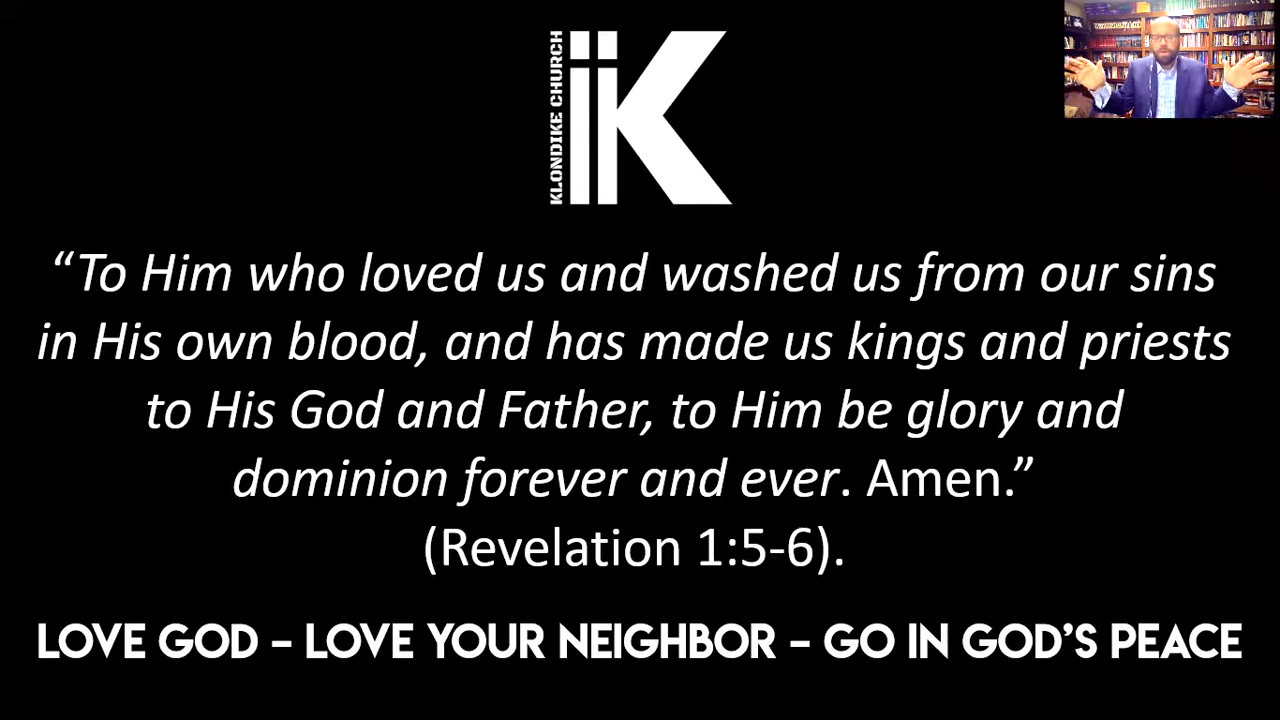 KLONDIKE CHURCH
K
“To Him who loved us and washed us from our sins
in His own blood, and has made us kings and priests
to His God and Father, to Him be glory and
dominion forever and ever. Amen.”
(Revelation 1:5-6).
LOVE GOD – LOVE YOUR NEIGHBOR – GO IN GOD’S PEACE